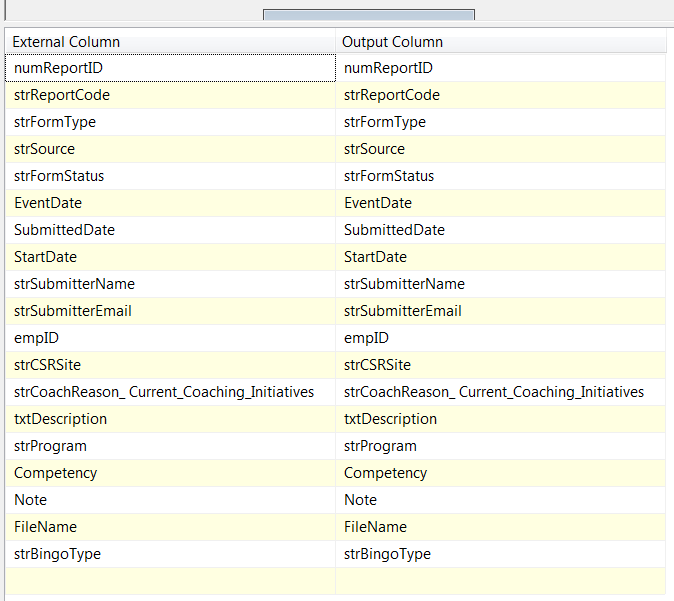 External Column Output Column
numReportID numReportID
strReportCode strReportCode
strFormType strFormType
strSource strSource
strFormStatus strFormStatus
EventDate EventDate
SubmittedDate SubmittedDate
StartDate StartDate
strSubmitterName strSubmitterName
strSubmitterEmail strSubmitterEmail
empID empID
strCSRSite strCSRSite
strCoachReason_ Current_Coaching_Initiatives strCoachReason_ Current_Coaching_Initiatives
txtDescription txtDescription
strProgram strProgram
Competency Competency
Note Note
FileName FileName
strBingoType strBingoType